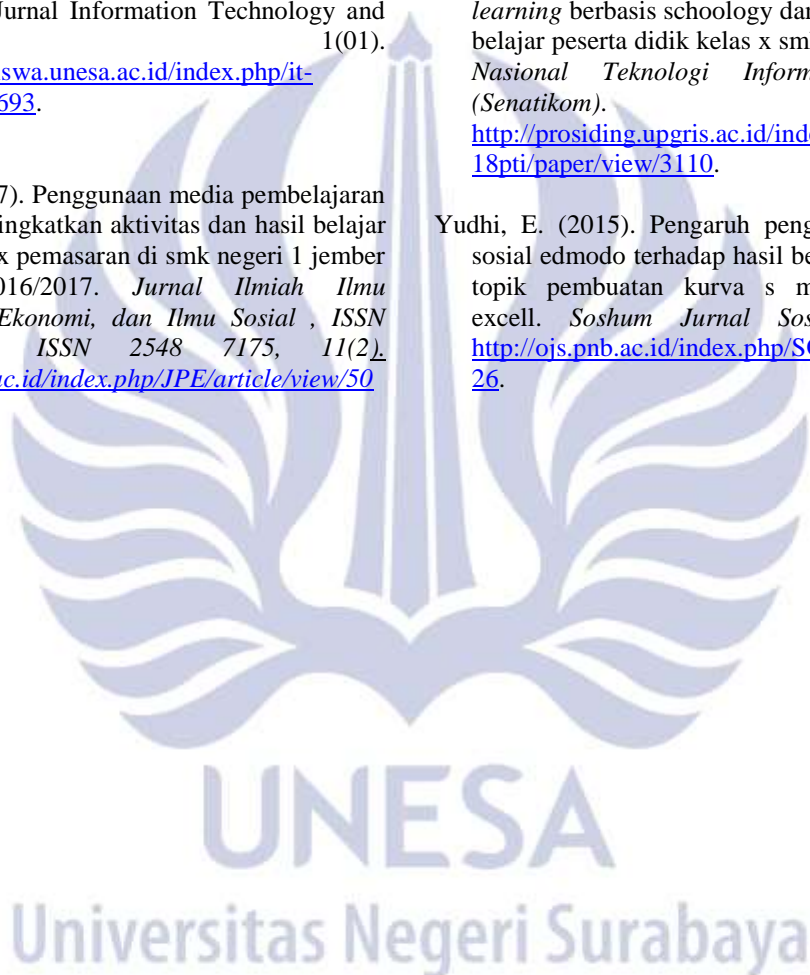 Jurnal Information Technology and
1(01).
swa.unesa.ac.id/index.php/it-
693.
7). Penggunaan media pembelajaran
ingkatkan aktivitas dan hasil belajar
x pemasaran di smk negeri 1 jember
016/2017. Jurnal Ilmiah Ilmu
Ekonomi, dan Ilmu Sosial , ISSN
ISSN 2548 7175, 11(2).
ac.id/index.php/JPE/article/view/50
learning berbasis schoology dan
belajar peserta didik kelas x sm
Nasional Teknologi Inform
(Senatikom).
http://prosiding.upgris.ac.id/inde
18pti/paper/view/3110.
Yudhi, E. (2015). Pengaruh peng
sosial edmodo terhadap hasil be
topik pembuatan kurva s m
excell. Soshum Jurnal Sos
http://ojs.pnb.ac.id/index.php/SO
26.
UNESA
Universitas Negeri Surabaya